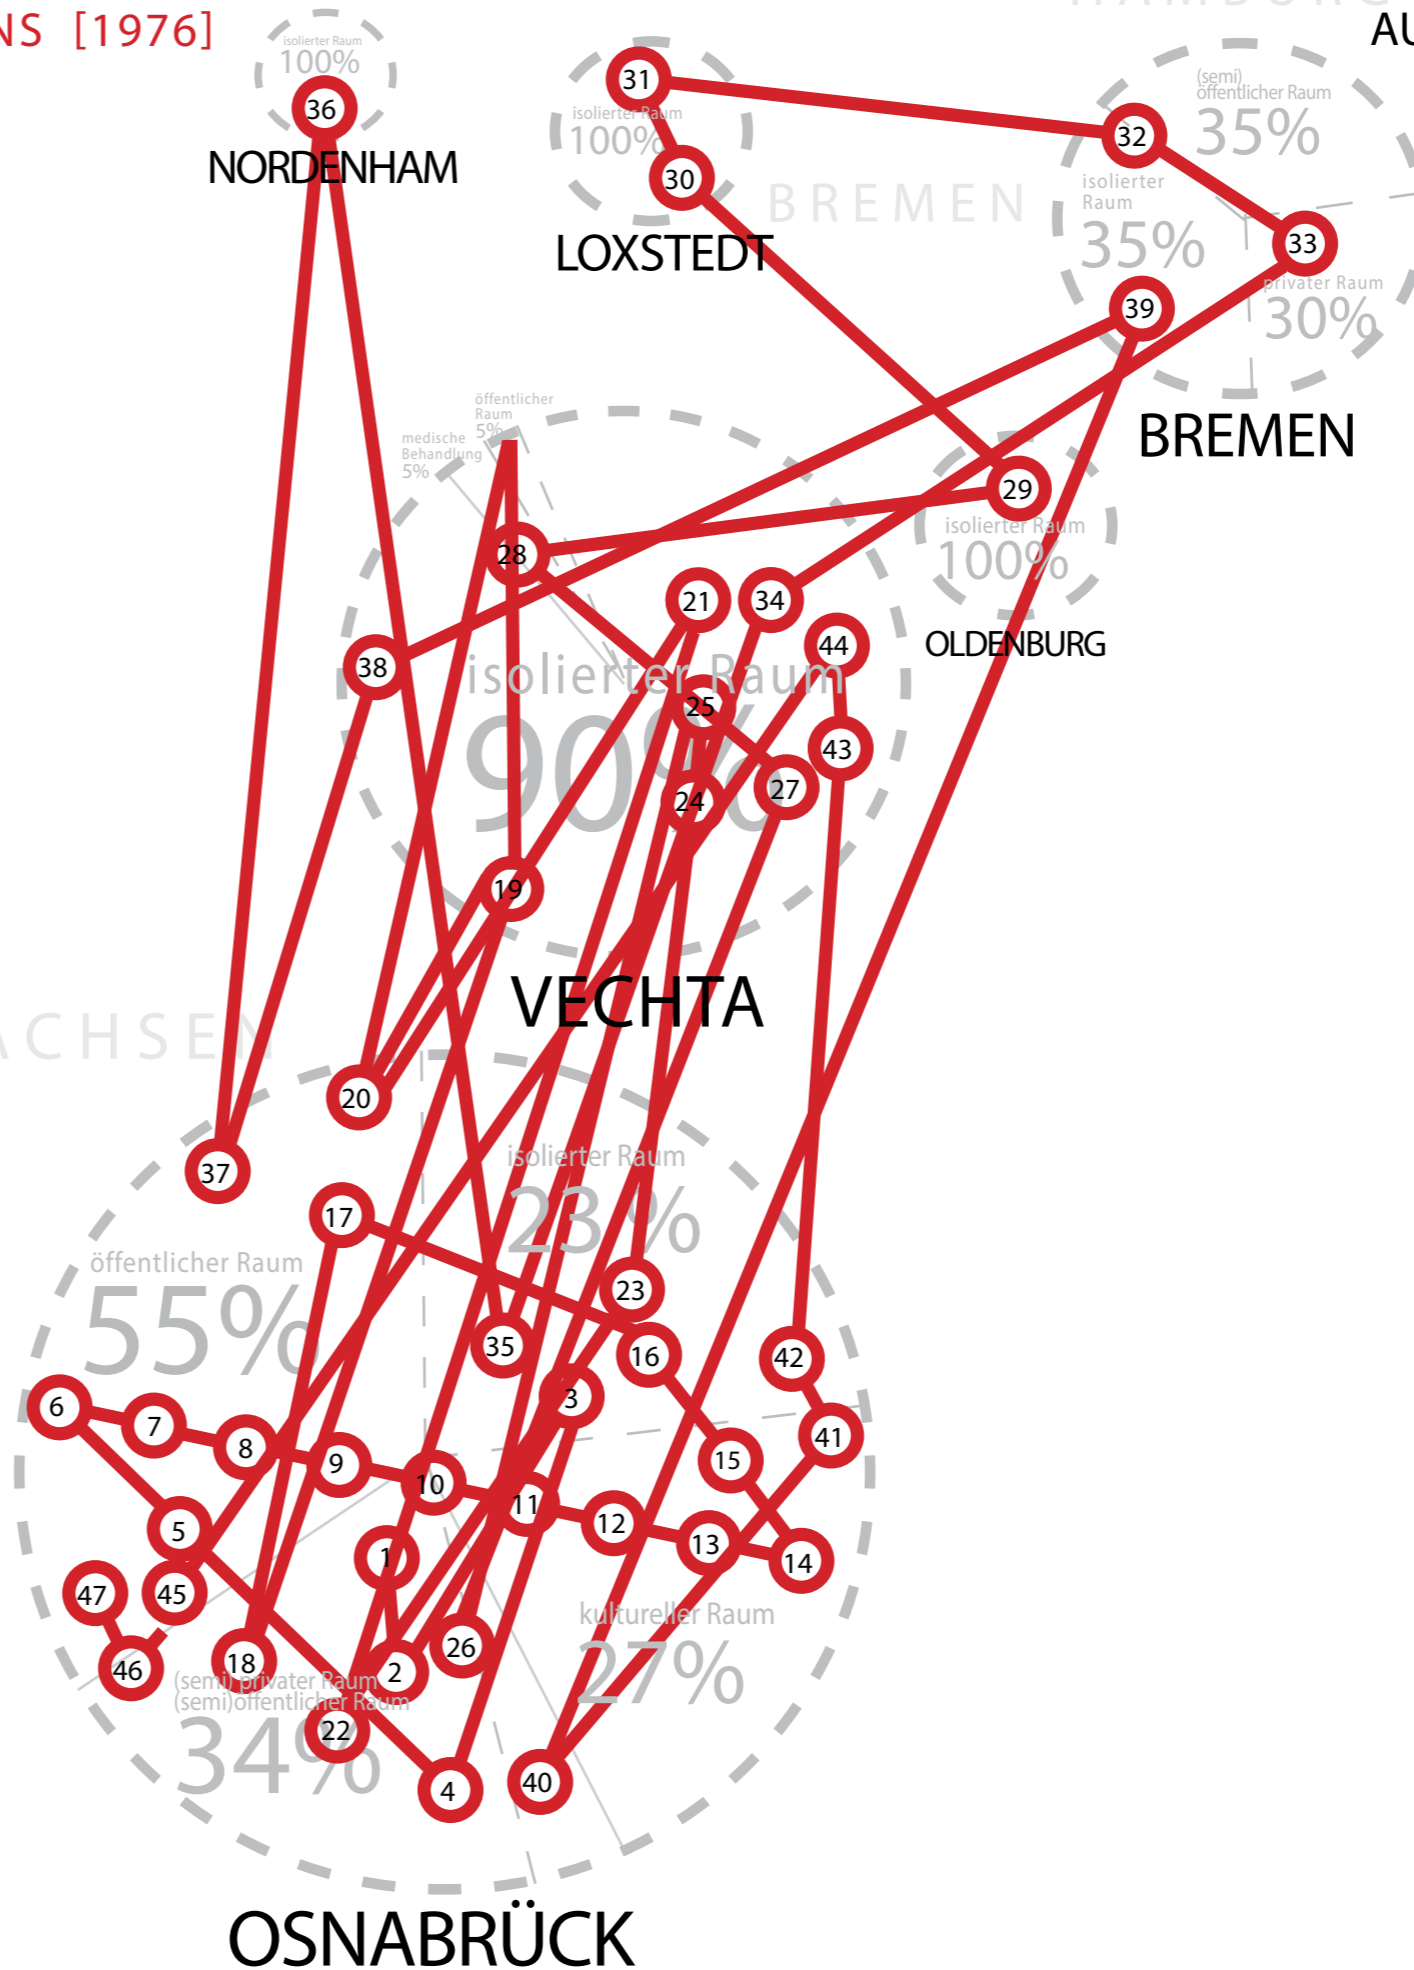 NS [1976]
HAMBURG
AU
isolierter Raum
100%
36
NORDENHAM
31
isolierter Raum
100%
30
LOXSTEDT
BREMEN
(semi)
öffentlicher Raum
35%
32
isolierter
Raum
35%
33
privater Raum
30%
39
BREMEN
öffentlicher
Raum
5%
medische
Behandlung
5%
28
29
isolierter Raum
100%
OLDENBURG
21
34
44
38
isolierter Raum
90%
25
43
24
27
19
VECHTA
ACHSEN
20
37
isolierter Raum
23 %
17
öffentlicher Raum
55%
23
35
16
42
3
6
7
8
9
10
11
12
13
14
15
41
5
1
47
45
46
18
2
26
kultureller Raum
27%
(semi) privater Raum
(semi)öffentlicher Raum
34%
22
4
40
OSNABRÜCK